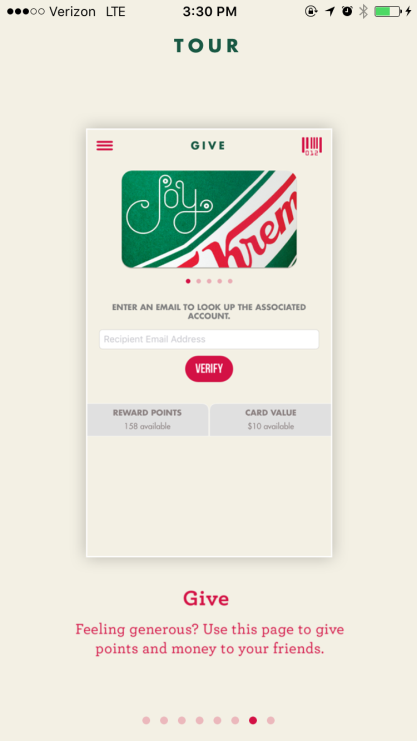 Verizon LTE 3:30 PM
TOUR
GIVE
Joy
Krem
ENTER AN EMAIL TO LOOK UP THE ASSOCIATED
ACCOUNT.
Recipient Email Address
VERIFY
REWARD POINTS CARD VALUE
158 available $10 available
Give
Feeling generous? Use this page to give
points and money to your friends.